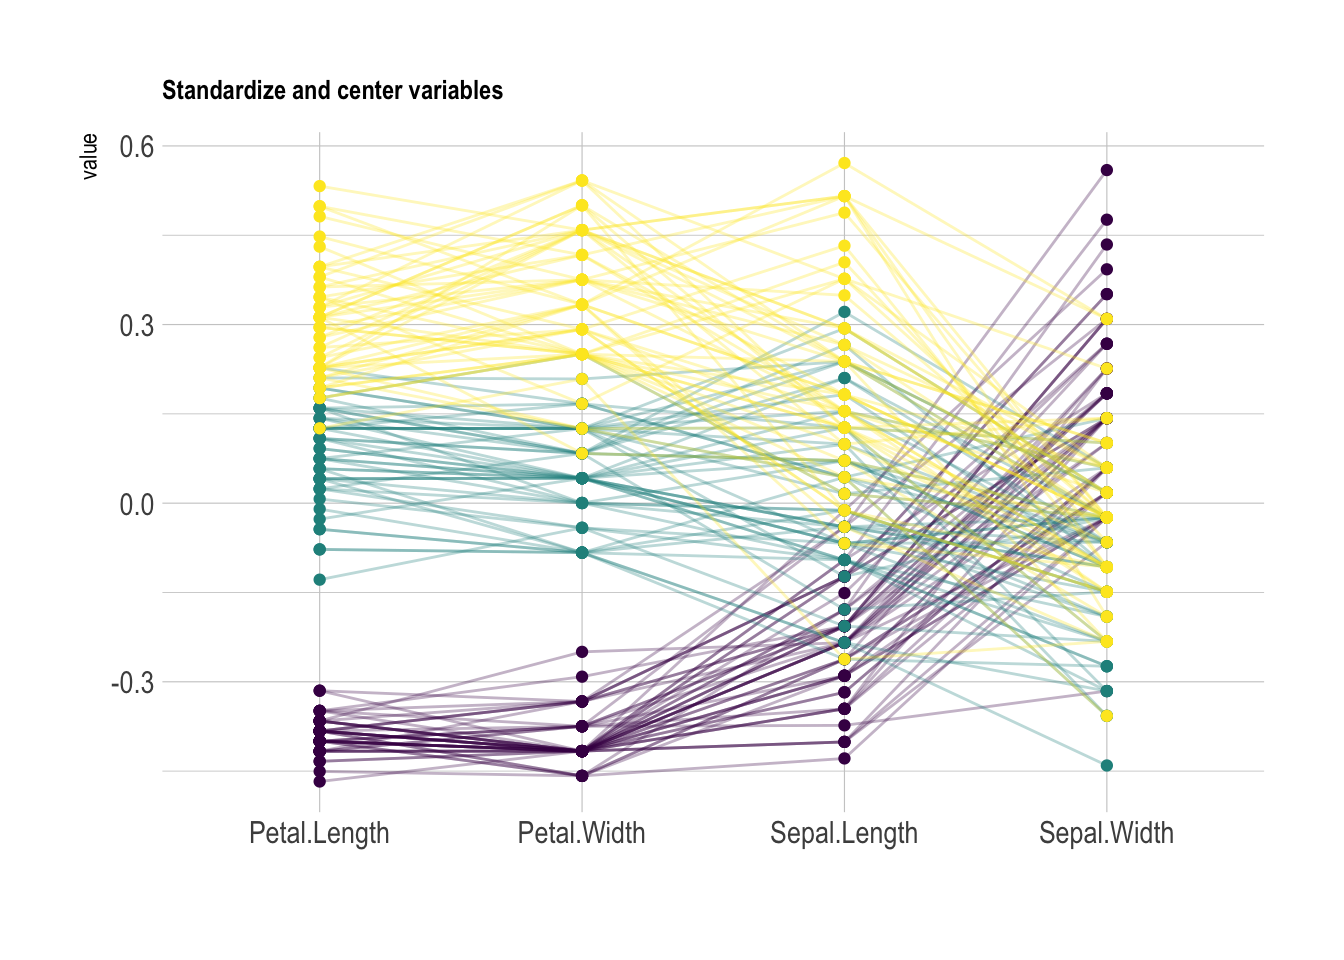 Standardize and center variables
value
0.6
0.3
0.0
-0.3
Petal.Length Petal.Width Sepal.Length Sepal.Width